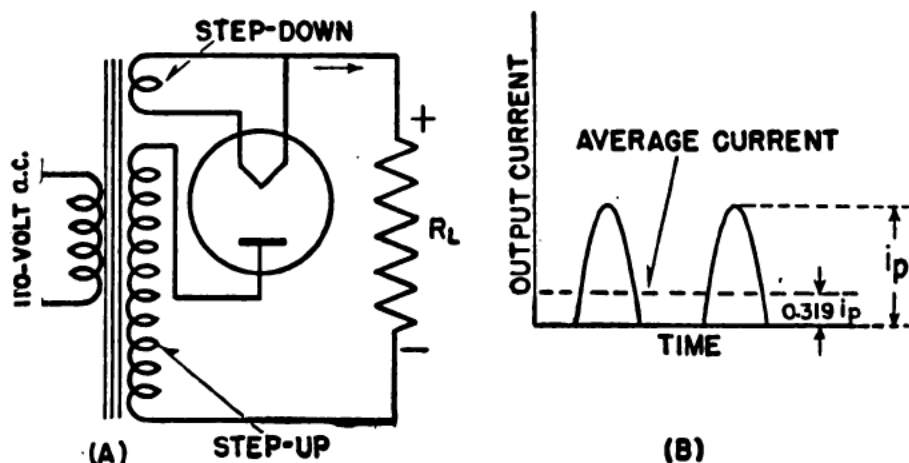 STEP-DOWN
110-VOLT a.c.
+
RL
−
STEP-UP
(A)
OUTPUT CURRENT
AVERAGE CURRENT
ip
0.319 ip
TIME
(B)